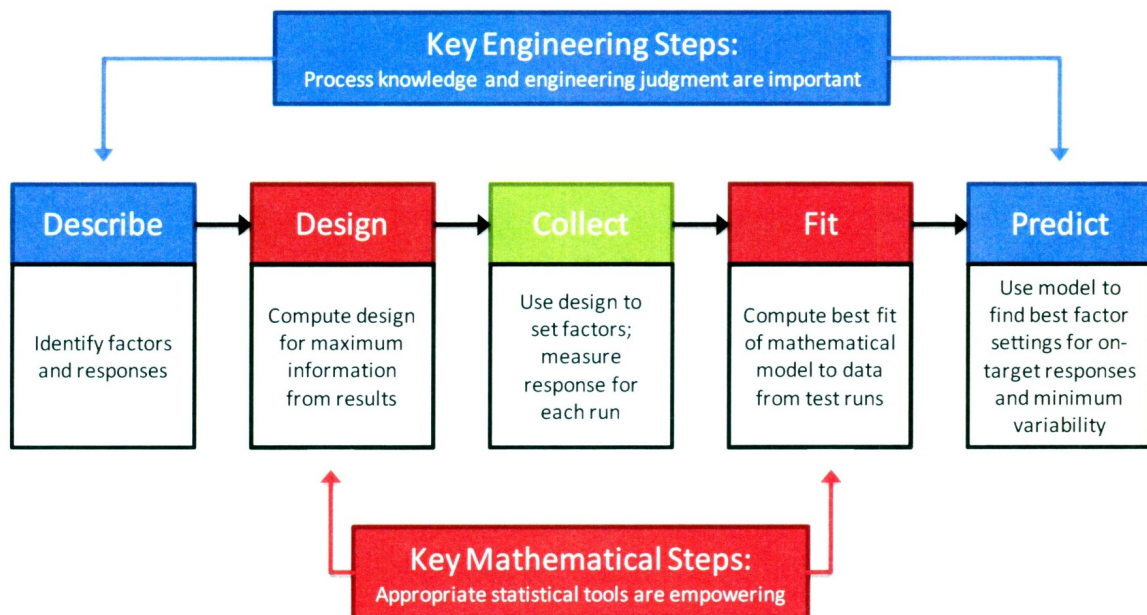 Key Engineering Steps:
Process knowledge and engineering judgment are important
Describe
Identify factors
and responses
Design
Compute design
for maximum
information
from results
Collect
Use design to
set factors;
measure
response for
each run
Fit
Compute best fit
of mathematical
model to data
from test runs
Predict
Use model to
find best factor
settings for on-
target responses
and minimum
variability
Key Mathematical Steps:
Appropriate statistical tools are empowering